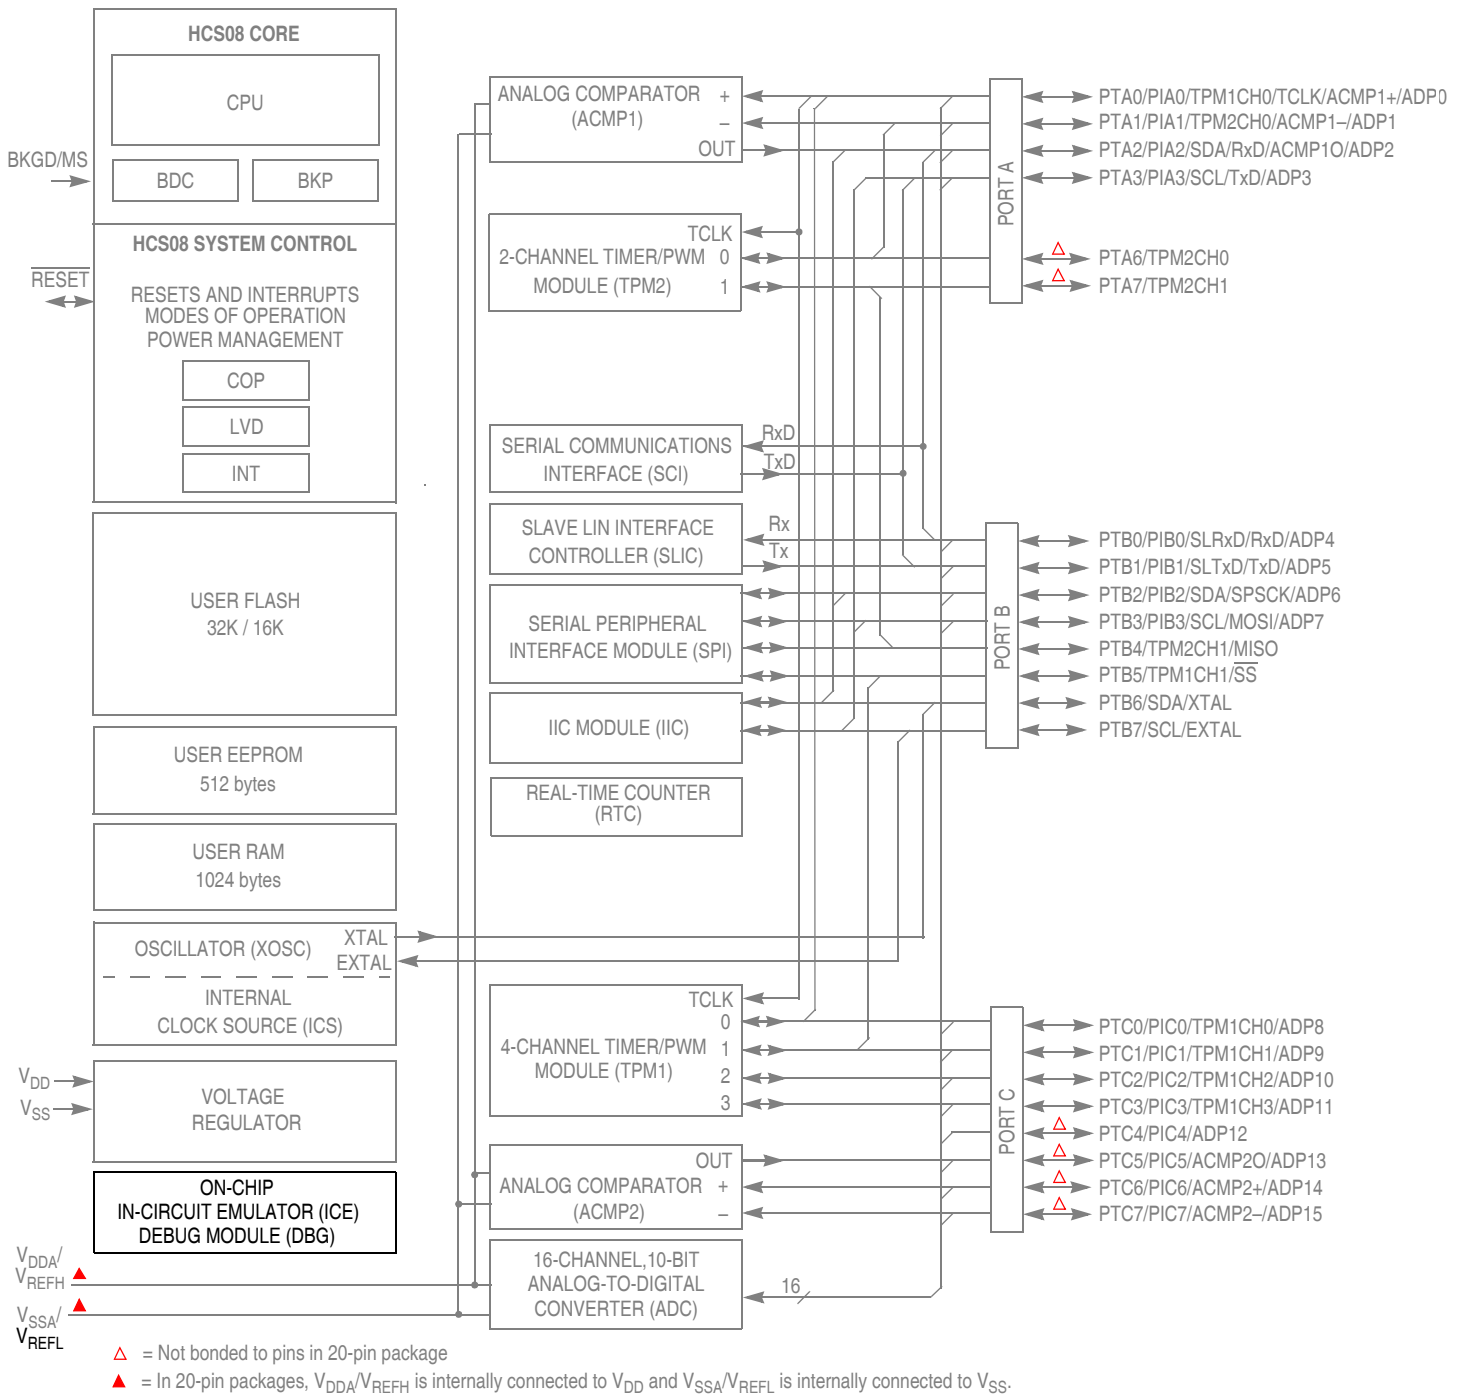 HCS08 CORE
CPU
BKGD/MS
BDC
BKP
HCS08 SYSTEM CONTROL
RESET
RESETS AND INTERRUPTS
MODES OF OPERATION
POWER MANAGEMENT
COP
LVD
INT
USER FLASH
32K / 16K
USER EEPROM
512 bytes
USER RAM
1024 bytes
OSCILLATOR (XOSC)
XTAL
EXTAL
INTERNAL
CLOCK SOURCE (ICS)
VDD
VSS
VOLTAGE
REGULATOR
ON-CHIP
IN-CIRCUIT EMULATOR (ICE)
DEBUG MODULE (DBG)
VDDA/
VREFH
VSSA/
VREFL
ANALOG COMPARATOR
(ACMP1)
+
–
OUT
TCLK
2-CHANNEL TIMER/PWM
MODULE (TPM2)
0
1
SERIAL COMMUNICATIONS
INTERFACE (SCI)
RxD
TxD
SLAVE LIN INTERFACE
CONTROLLER (SLIC)
Rx
Tx
SERIAL PERIPHERAL
INTERFACE MODULE (SPI)
IIC MODULE (IIC)
REAL-TIME COUNTER
(RTC)
TCLK
0
4-CHANNEL TIMER/PWM
MODULE (TPM1)
1
2
3
OUT
ANALOG COMPARATOR
(ACMP2)
+
–
16-CHANNEL,10-BIT
ANALOG-TO-DIGITAL
CONVERTER (ADC)
16
PORT A
PTA0/PIA0/TPM1CH0/TCLK/ACMP1+/ADP0
PTA1/PIA1/TPM2CH0/ACMP1–/ADP1
PTA2/PIA2/SDA/RxD/ACMP1O/ADP2
PTA3/PIA3/SCL/TxD/ADP3
PTA6/TPM2CH0
PTA7/TPM2CH1
PORT B
PTB0/PIB0/SLRxD/RxD/ADP4
PTB1/PIB1/SLTxD/TxD/ADP5
PTB2/PIB2/SDA/SPSCK/ADP6
PTB3/PIB3/SCL/MOSI/ADP7
PTB4/TPM2CH1/MISO
PTB5/TPM1CH1/SS
PTB6/SDA/XTAL
PTB7/SCL/EXTAL
PORT C
PTC0/PIC0/TPM1CH0/ADP8
PTC1/PIC1/TPM1CH1/ADP9
PTC2/PIC2/TPM1CH2/ADP10
PTC3/PIC3/TPM1CH3/ADP11
PTC4/PIC4/ADP12
PTC5/PIC5/ACMP2O/ADP13
PTC6/PIC6/ACMP2+/ADP14
PTC7/PIC7/ACMP2–/ADP15
△ = Not bonded to pins in 20-pin package
▲ = In 20-pin packages, VDDA/VREFH is internally connected to VDD and VSSA/VREFL is internally connected to VSS.